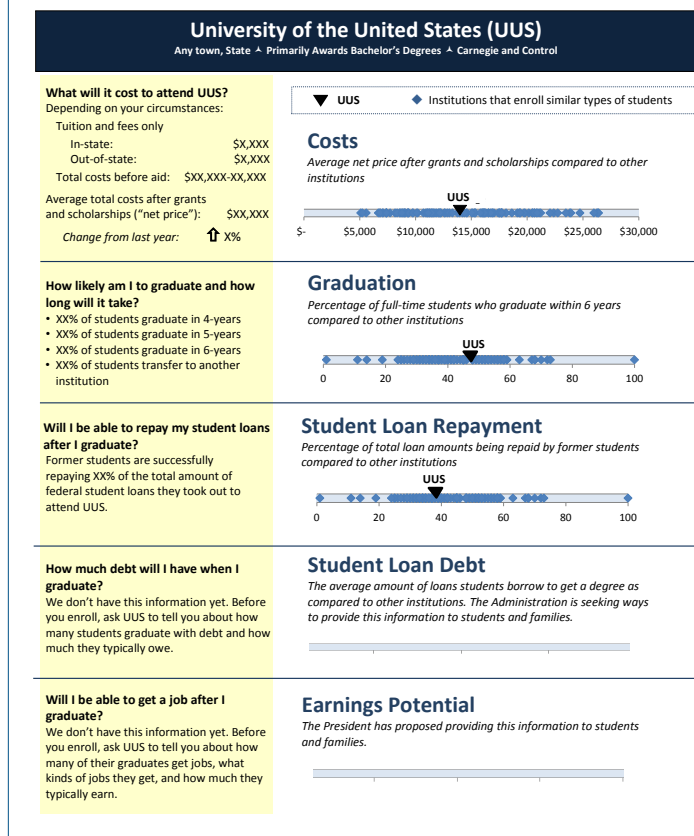 University of the United States (UUS)
Any town, State ⅄ Primarily Awards Bachelor's Degrees ⅄ Carnegie and Control
What will it cost to attend UUS?
Depending on your circumstances:
Tuition and fees only
In-state: $X,XXX
Out-of-state: $X,XXX
Total costs before aid: $XX,XXX-XX,XXX
Average total costs after grants
and scholarships (“net price”): $XX,XXX
Change from last year: ⇧ X%
UUS
Institutions that enroll similar types of students
Costs
Average net price after grants and scholarships compared to other
institutions
UUS
$- $5,000 $10,000 $15,000 $20,000 $25,000 $30,000
How likely am I to graduate and how
long will it take?
• XX% of students graduate in 4-years
• XX% of students graduate in 5-years
• XX% of students graduate in 6-years
• XX% of students transfer to another
institution
Graduation
Percentage of full-time students who graduate within 6 years
compared to other institutions
UUS
0 20 40 60 80 100
Will I be able to repay my student loans
after I graduate?
Former students are successfully
repaying XX% of the total amount of
federal student loans they took out to
attend UUS.
Student Loan Repayment
Percentage of total loan amounts being repaid by former students
compared to other institutions
UUS
0 20 40 60 80 100
How much debt will I have when I
graduate?
We don't have this information yet. Before
you enroll, ask UUS to tell you about how
many students graduate with debt and how
much they typically owe.
Student Loan Debt
The average amount of loans students borrow to get a degree as
compared to other institutions. The Administration is seeking ways
to provide this information to students and families.
Will I be able to get a job after I
graduate?
We don't have this information yet. Before
you enroll, ask UUS to tell you about how
many of their graduates get jobs, what
kinds of jobs they get, and how much they
typically earn.
Earnings Potential
The President has proposed providing this information to students
and families.